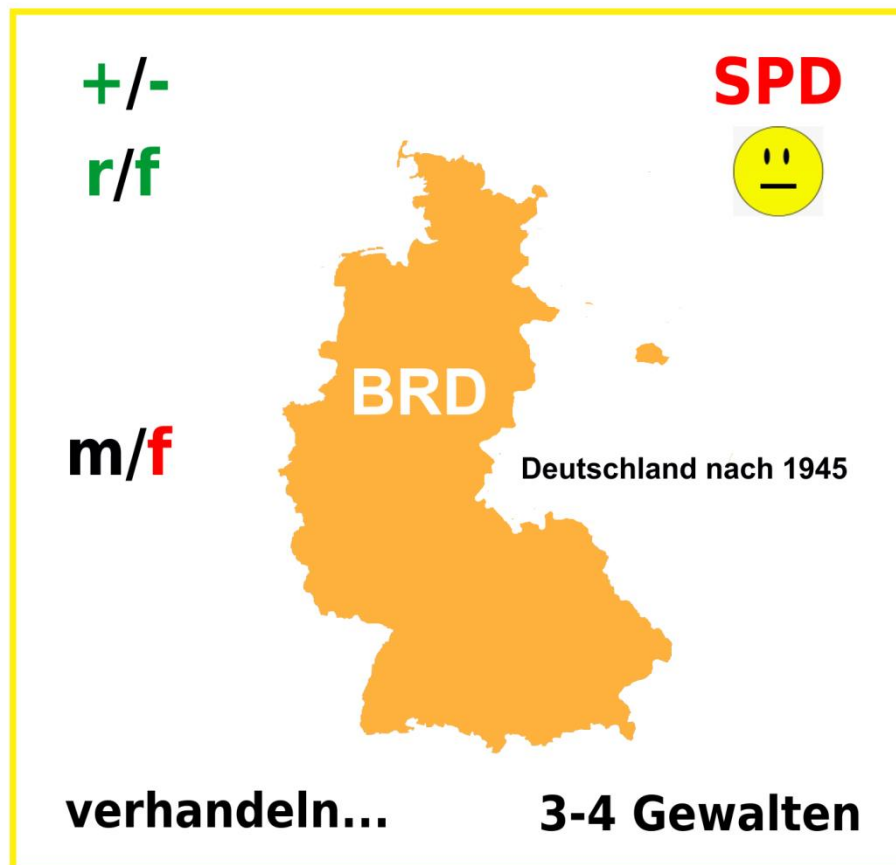 +/-
SPD
r/f
BRD
m/f
Deutschland nach 1945
verhandeln...
3-4 Gewalten